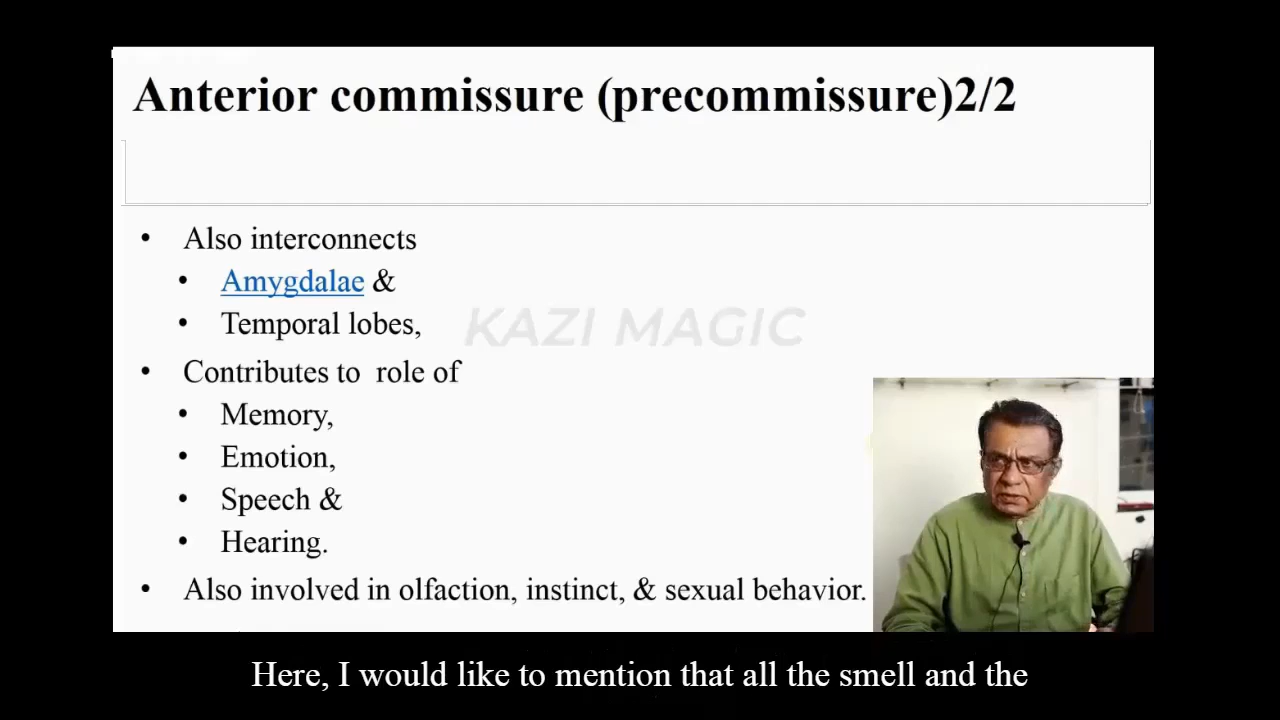 Anterior commissure (precommissure)2/2
• Also interconnects
• Amygdalae &
• Temporal lobes,
KAZI MAGIC
• Contributes to role of
• Memory,
• Emotion,
• Speech &
• Hearing.
• Also involved in olfaction, instinct, & sexual behavior.
Here, I would like to mention that all the smell and the